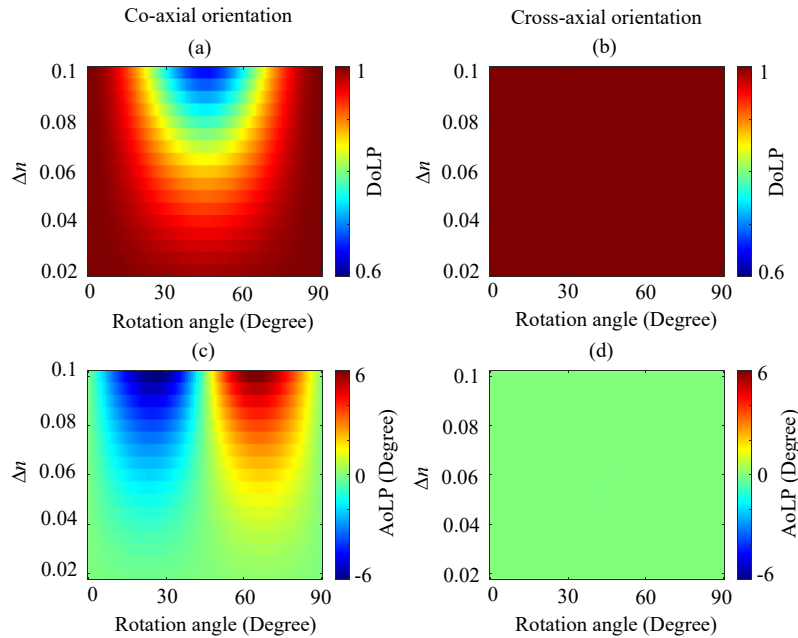 Co-axial orientation
Cross-axial orientation
(a)
0.1
0.08
0.06
0.04
0.02
Δn
0 30 60 90
Rotation angle (Degree)
1
0.6
DoLP
(b)
0.1
0.08
0.06
0.04
0.02
Δn
0 30 60 90
Rotation angle (Degree)
1
0.6
DoLP
(c)
0.1
0.08
0.06
0.04
0.02
Δn
0 30 60 90
Rotation angle (Degree)
6
0
-6
AoLP (Degree)
(d)
0.1
0.08
0.06
0.04
0.02
Δn
0 30 60 90
Rotation angle (Degree)
6
0
-6
AoLP (Degree)